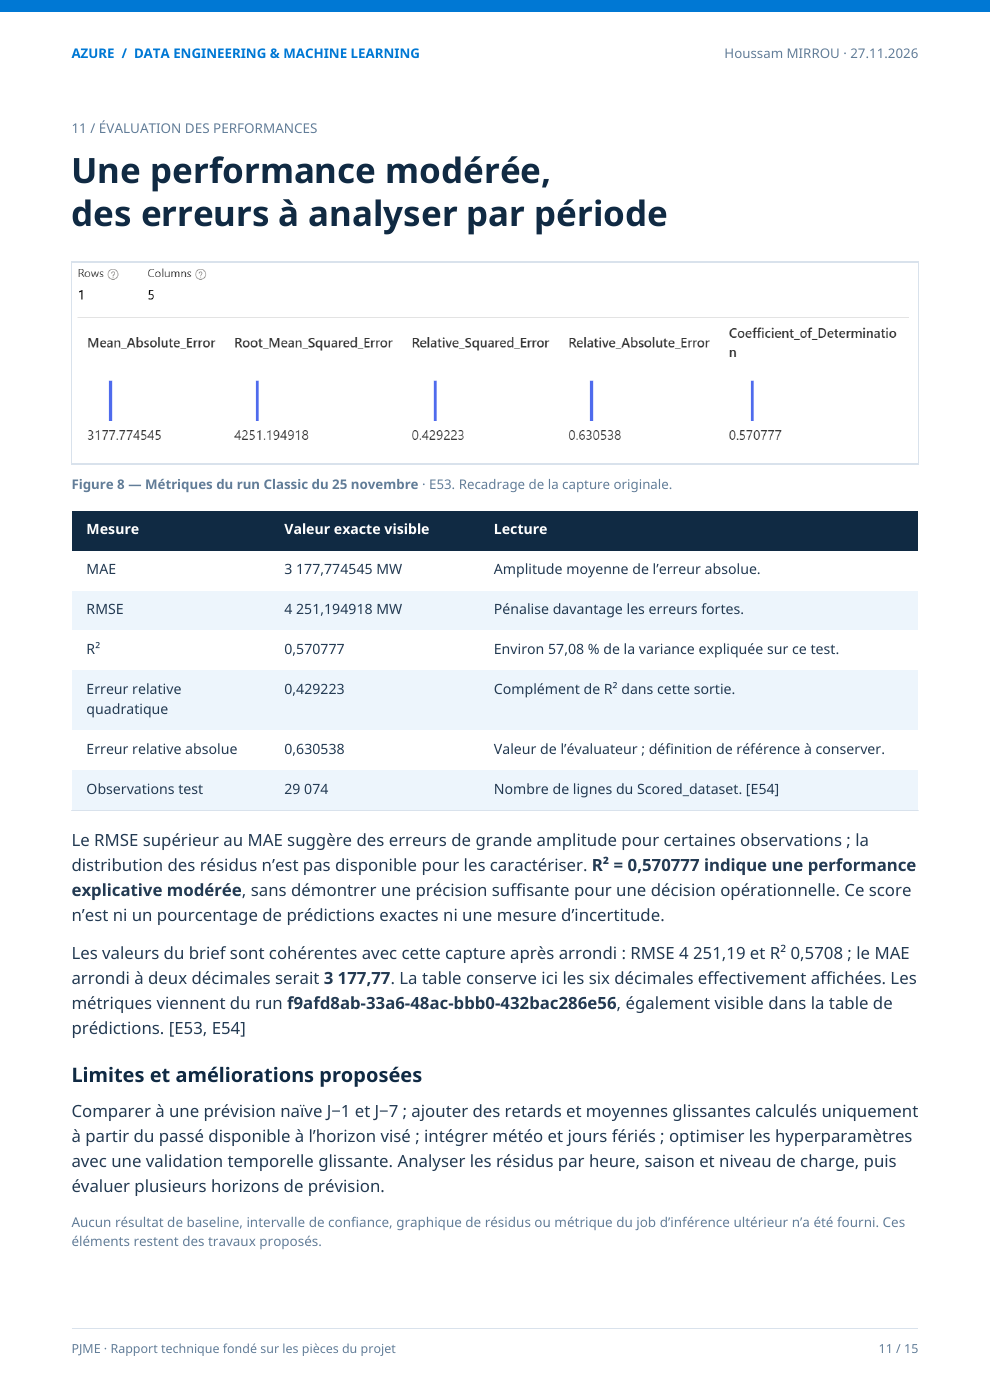 AZURE / DATA ENGINEERING & MACHINE LEARNING
Houssam MIRROU · 27.11.2026
11 / ÉVALUATION DES PERFORMANCES
Une performance modérée,
des erreurs à analyser par période
Rows ? Columns ?
1 5
Mean_Absolute_Error Root_Mean_Squared_Error Relative_Squared_Error Relative_Absolute_Error Coefficient_of_Determinatio
n
3177.774545 4251.194918 0.429223 0.630538 0.570777
Figure 8 — Métriques du run Classic du 25 novembre · E53. Recadrage de la capture originale.
Mesure Valeur exacte visible Lecture
MAE 3 177,774545 MW Amplitude moyenne de l’erreur absolue.
RMSE 4 251,194918 MW Pénalise davantage les erreurs fortes.
R² 0,570777 Environ 57,08 % de la variance expliquée sur ce test.
Erreur relative 0,429223 Complément de R² dans cette sortie.
quadratique
Erreur relative absolue 0,630538 Valeur de l’évaluateur ; définition de référence à conserver.
Observations test 29 074 Nombre de lignes du Scored_dataset. [E54]
Le RMSE supérieur au MAE suggère des erreurs de grande amplitude pour certaines observations ; la
distribution des résidus n’est pas disponible pour les caractériser. R² = 0,570777 indique une performance
explicative modérée, sans démontrer une précision suffisante pour une décision opérationnelle. Ce score
n’est ni un pourcentage de prédictions exactes ni une mesure d’incertitude.
Les valeurs du brief sont cohérentes avec cette capture après arrondi : RMSE 4 251,19 et R² 0,5708 ; le MAE
arrondi à deux décimales serait 3 177,77. La table conserve ici les six décimales effectivement affichées. Les
métriques viennent du run f9afd8ab-33a6-48ac-bbb0-432bac286e56, également visible dans la table de
prédictions. [E53, E54]
Limites et améliorations proposées
Comparer à une prévision naïve J−1 et J−7 ; ajouter des retards et moyennes glissantes calculés uniquement
à partir du passé disponible à l’horizon visé ; intégrer météo et jours fériés ; optimiser les hyperparamètres
avec une validation temporelle glissante. Analyser les résidus par heure, saison et niveau de charge, puis
évaluer plusieurs horizons de prévision.
Aucun résultat de baseline, intervalle de confiance, graphique de résidus ou métrique du job d’inférence ultérieur n’a été fourni. Ces
éléments restent des travaux proposés.
PJME · Rapport technique fondé sur les pièces du projet
11 / 15